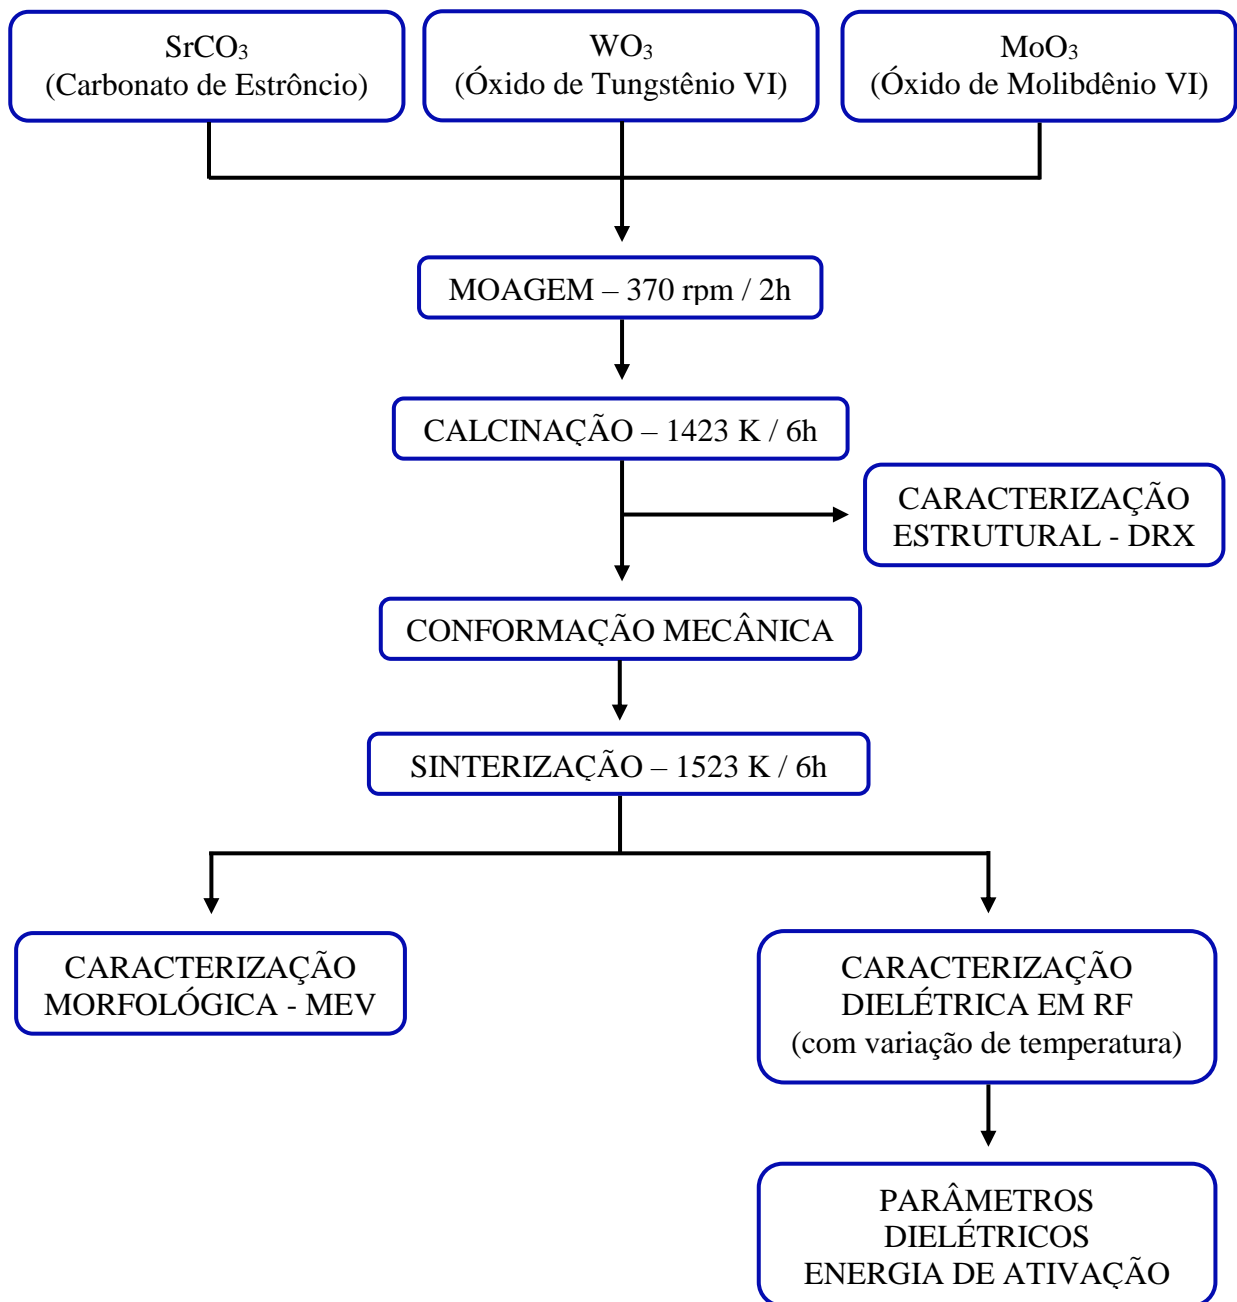 SrCO₃
(Carbonato de Estrôncio)
WO₃
(Óxido de Tungstênio VI)
MoO₃
(Óxido de Molibdênio VI)
MOAGEM – 370 rpm / 2h
CALCINAÇÃO – 1423 K / 6h
CARACTERIZAÇÃO
ESTRUTURAL - DRX
CONFORMAÇÃO MECÂNICA
SINTERIZAÇÃO – 1523 K / 6h
CARACTERIZAÇÃO
MORFOLÓGICA - MEV
CARACTERIZAÇÃO
DIELÉTRICA EM RF
(com variação de temperatura)
PARÂMETROS
DIELÉTRICOS
ENERGIA DE ATIVAÇÃO